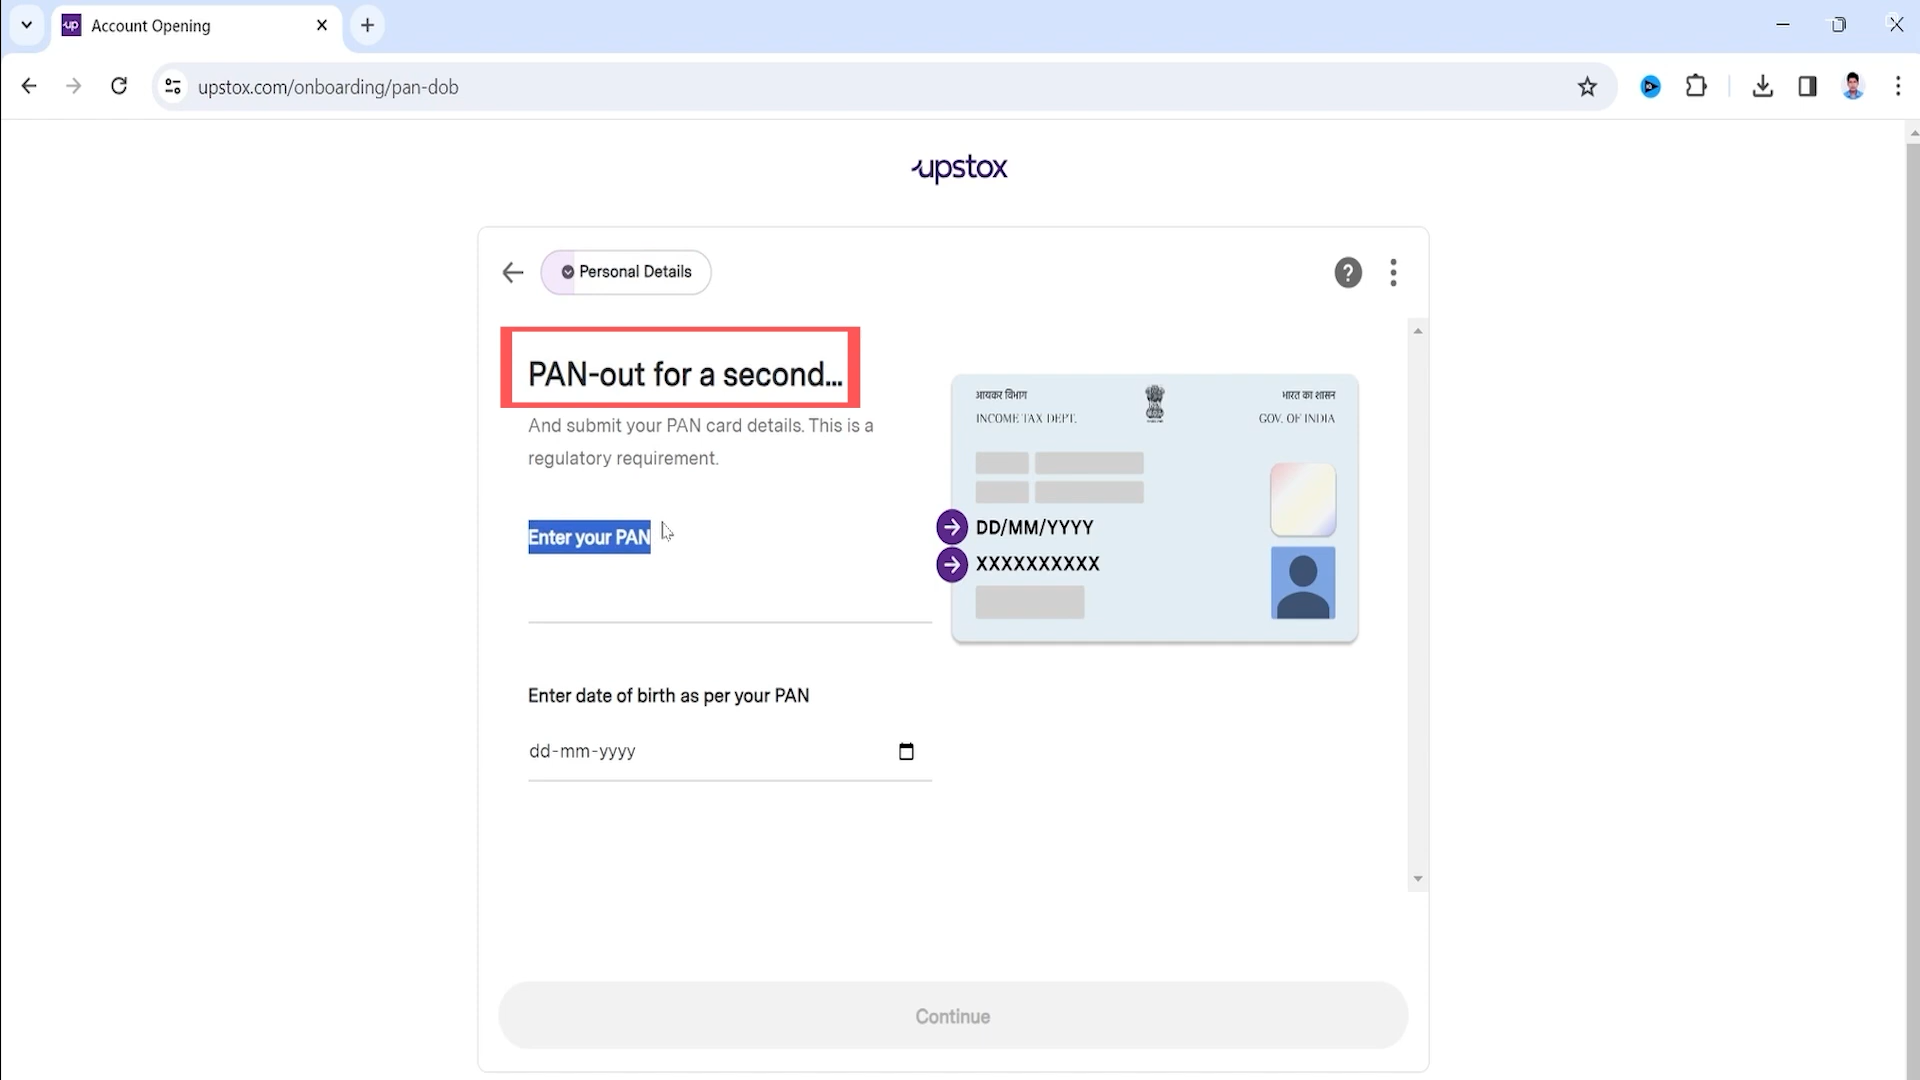 up Account Opening
upstox.com/onboarding/pan-dob
upstox
Personal Details
?
PAN-out for a second...
And submit your PAN card details. This is a
regulatory requirement.
Enter your PAN
Enter date of birth as per your PAN
dd-mm-yyyy
आयकर विभाग
भारत का शासन
INCOME TAX DEPT.
GOV. OF INDIA
DD/MM/YYYY
XXXXXXXXXX
Continue